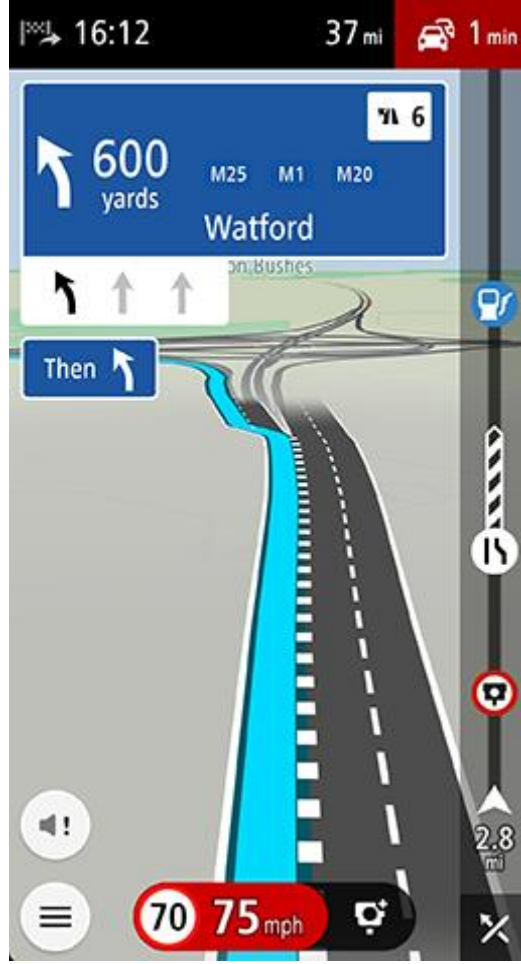 16:12 37 mi 1 min
6
600 yards
M25 M1 M20
Watford
on Bushes
Then
2.8 mi
70 75 mph